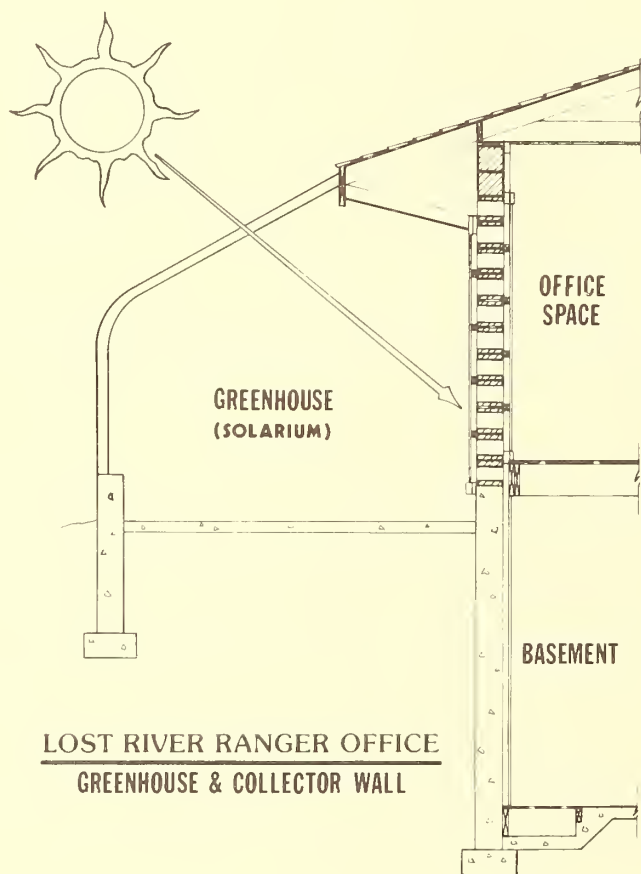 OFFICE
SPACE
GREENHOUSE
(SOLARIUM)
BASEMENT
LOST RIVER RANGER OFFICE
GREENHOUSE & COLLECTOR WALL